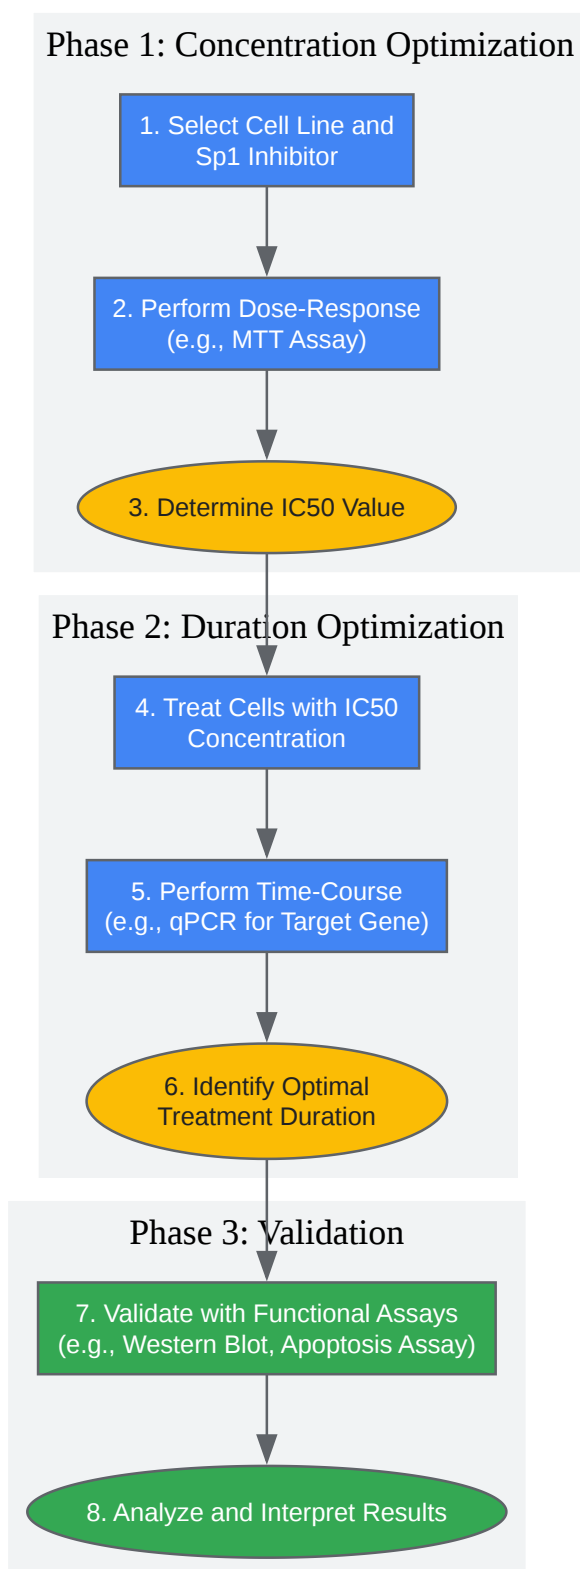 Phase 1: Concentration Optimization
1. Select Cell Line and
Sp1 Inhibitor
2. Perform Dose-Response
(e.g., MTT Assay)
3. Determine IC50 Value
Phase 2: Duration Optimization
4. Treat Cells with IC50
Concentration
5. Perform Time-Course
(e.g., qPCR for Target Gene)
6. Identify Optimal
Treatment Duration
Phase 3: Validation
7. Validate with Functional Assays
(e.g., Western Blot, Apoptosis Assay)
8. Analyze and Interpret Results